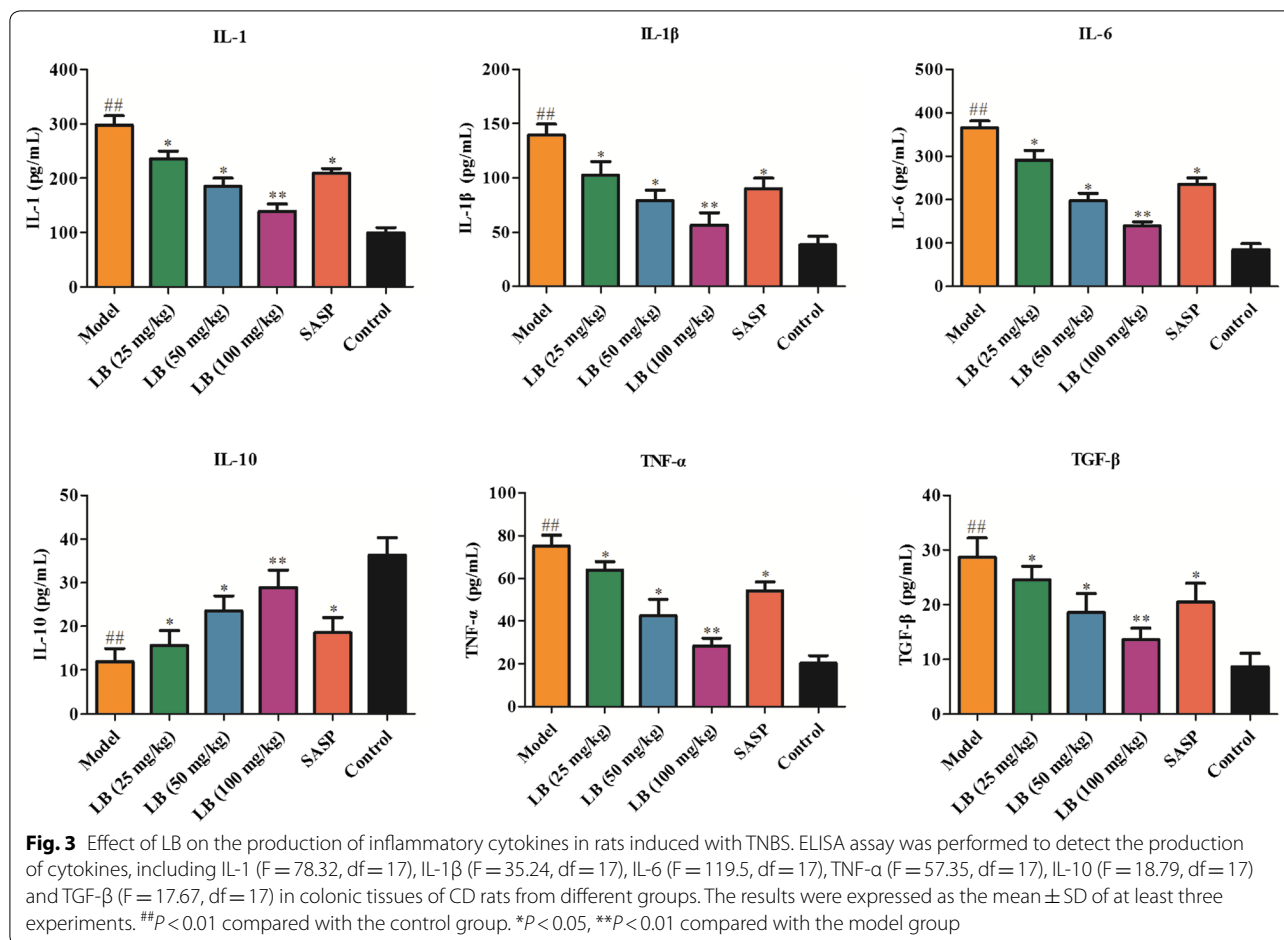 IL-1
IL-1 (pg/mL)
400
300
200
100
0
##
*
*
**
*
Model
LB (25 mg/kg)
LB (50 mg/kg)
LB (100 mg/kg)
SASP
Control
IL-1β
IL-1β (pg/mL)
200
150
100
50
0
##
*
*
**
*
Model
LB (25 mg/kg)
LB (50 mg/kg)
LB (100 mg/kg)
SASP
Control
IL-6
IL-6 (pg/mL)
500
400
300
200
100
0
##
*
*
**
*
Model
LB (25 mg/kg)
LB (50 mg/kg)
LB (100 mg/kg)
SASP
Control
IL-10
IL-10 (pg/mL)
50
40
30
20
10
0
##
*
*
**
*
Model
LB (25 mg/kg)
LB (50 mg/kg)
LB (100 mg/kg)
SASP
Control
TNF-α
TNF-α (pg/mL)
100
80
60
40
20
0
##
*
*
**
*
Model
LB (25 mg/kg)
LB (50 mg/kg)
LB (100 mg/kg)
SASP
Control
TGF-β
TGF-β (pg/mL)
40
30
20
10
0
##
*
*
**
*
Model
LB (25 mg/kg)
LB (50 mg/kg)
LB (100 mg/kg)
SASP
Control
Fig. 3 Effect of LB on the production of inflammatory cytokines in rats induced with TNBS. ELISA assay was performed to detect the production
of cytokines, including IL-1 (F = 78.32, df = 17), IL-1β (F = 35.24, df = 17), IL-6 (F = 119.5, df = 17), TNF-α (F = 57.35, df = 17), IL-10 (F = 18.79, df = 17)
and TGF-β (F = 17.67, df = 17) in colonic tissues of CD rats from different groups. The results were expressed as the mean ± SD of at least three
experiments. ##P < 0.01 compared with the control group. *P < 0.05, **P < 0.01 compared with the model group